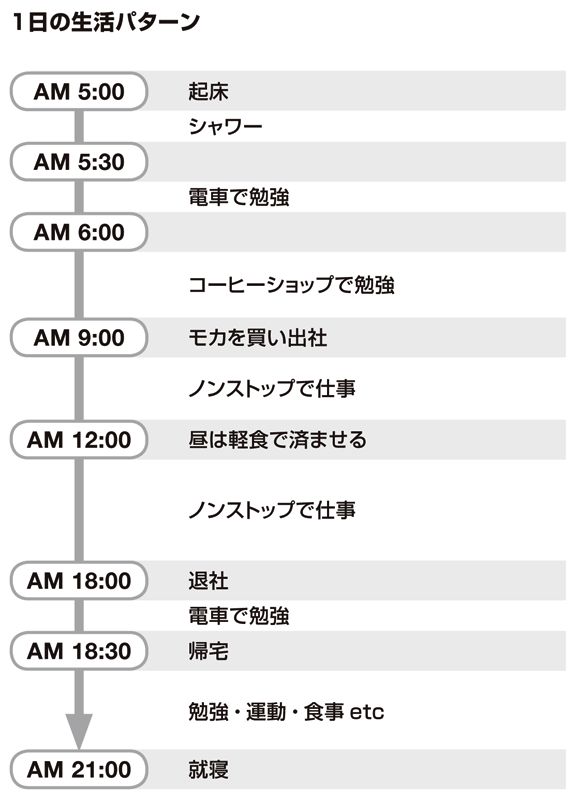 1日の生活パターン
AM 5:00 起床
シャワー
AM 5:30
電車で勉強
AM 6:00
コーヒーショップで勉強
AM 9:00 モカを買い出社
ノンストップで仕事
AM 12:00 昼は軽食で済ませる
ノンストップで仕事
AM 18:00 退社
電車で勉強
AM 18:30 帰宅
勉強・運動・食事 etc
AM 21:00 就寝